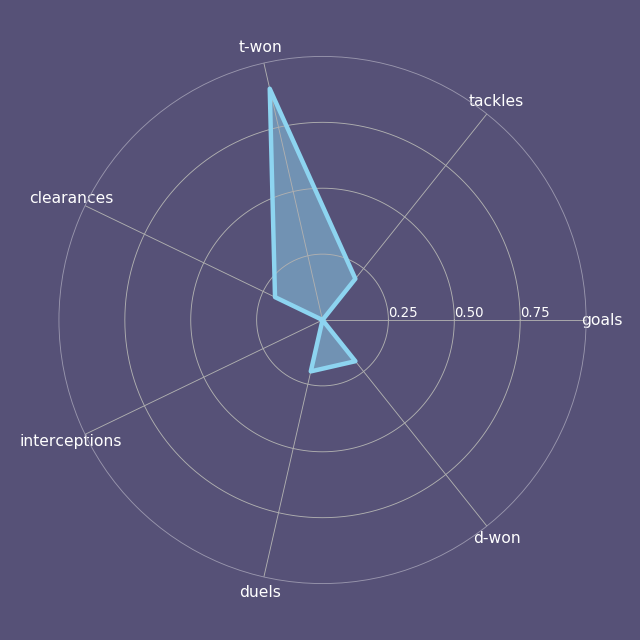 t-won
tackles
clearances
0.25 0.50 0.75
goals
interceptions
d-won
duels